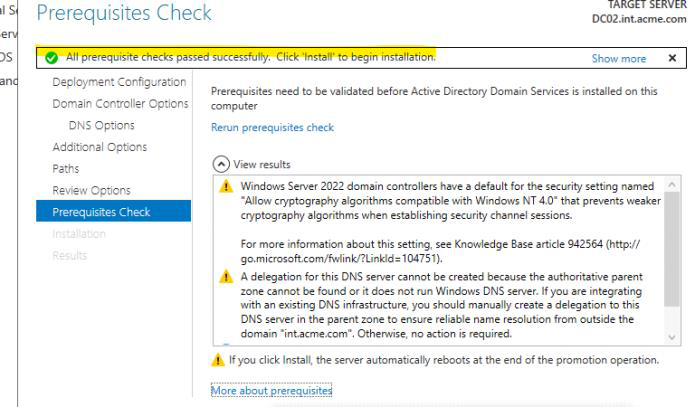 al Se
Prerequisites Check
TARGET SERVER
DC02.int.acme.com
Serv
All prerequisite checks passed successfully. Click 'Install' to begin installation.
Show more
x
DS
and
Deployment Configuration
Domain Controller Options
DNS Options
Additional Options
Paths
Review Options
Prerequisites Check
Installation
Results
Prerequisites need to be validated before Active Directory Domain Services is installed on this
computer
Rerun prerequisites check
View results
Windows Server 2022 domain controllers have a default for the security setting named
"Allow cryptography algorithms compatible with Windows NT 4.0" that prevents weaker
cryptography algorithms when establishing security channel sessions.
For more information about this setting, see Knowledge Base article 942564 (http://
go.microsoft.com/fwlink/?LinkId=104751).
A delegation for this DNS server cannot be created because the authoritative parent
zone cannot be found or it does not run Windows DNS server. If you are integrating
with an existing DNS infrastructure, you should manually create a delegation to this
DNS server in the parent zone to ensure reliable name resolution from outside the
domain "int.acme.com". Otherwise, no action is required.
If you click Install, the server automatically reboots at the end of the promotion operation.
More about prerequisites